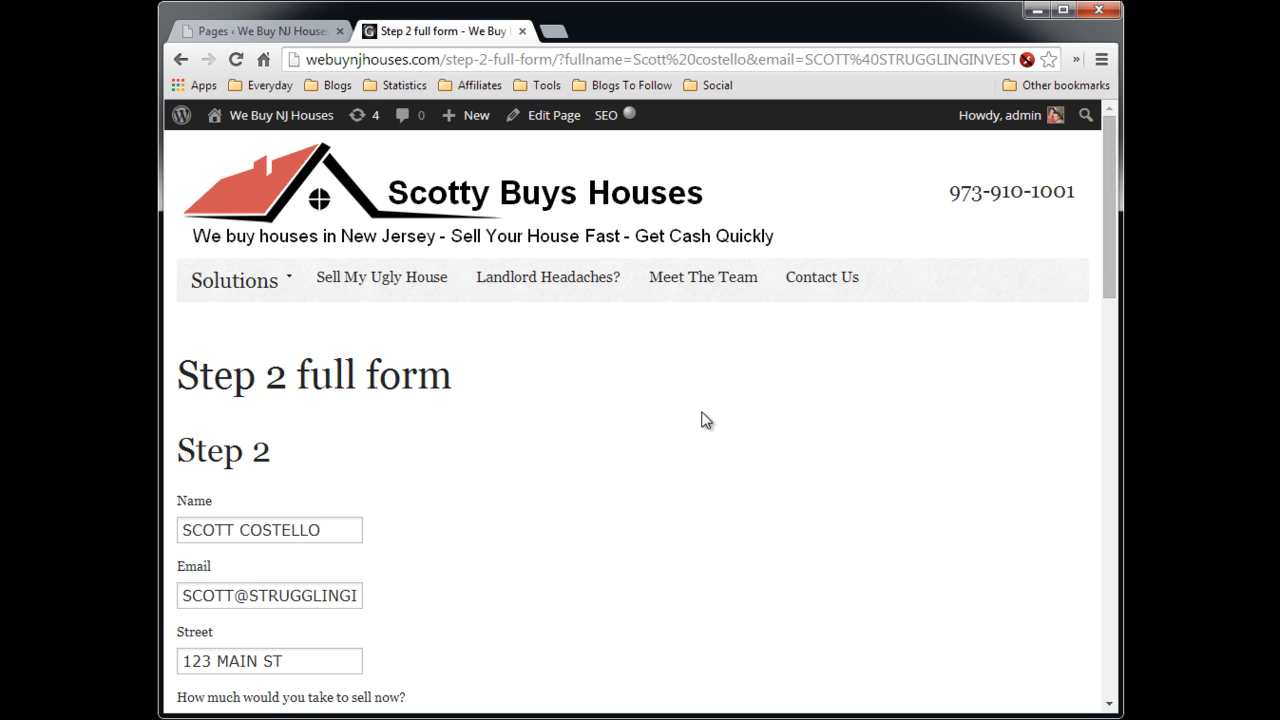 Pages ‹ We Buy NJ Houses
Step 2 full form - We Buy
webuynjhouses.com/step-2-full-form/?fullname=Scott%20costello&email=SCOTT%40STRUGGLINGINVEST
Apps Everyday Blogs Statistics Affiliates Tools Blogs To Follow Social Other bookmarks
We Buy NJ Houses 4 0 New Edit Page SEO Howdy, admin
Scotty Buys Houses
973-910-1001
We buy houses in New Jersey - Sell Your House Fast - Get Cash Quickly
Solutions Sell My Ugly House Landlord Headaches? Meet The Team Contact Us
Step 2 full form
Step 2
Name
SCOTT COSTELLO
Email
SCOTT@STRUGGLINGI
Street
123 MAIN ST
How much would you take to sell now?